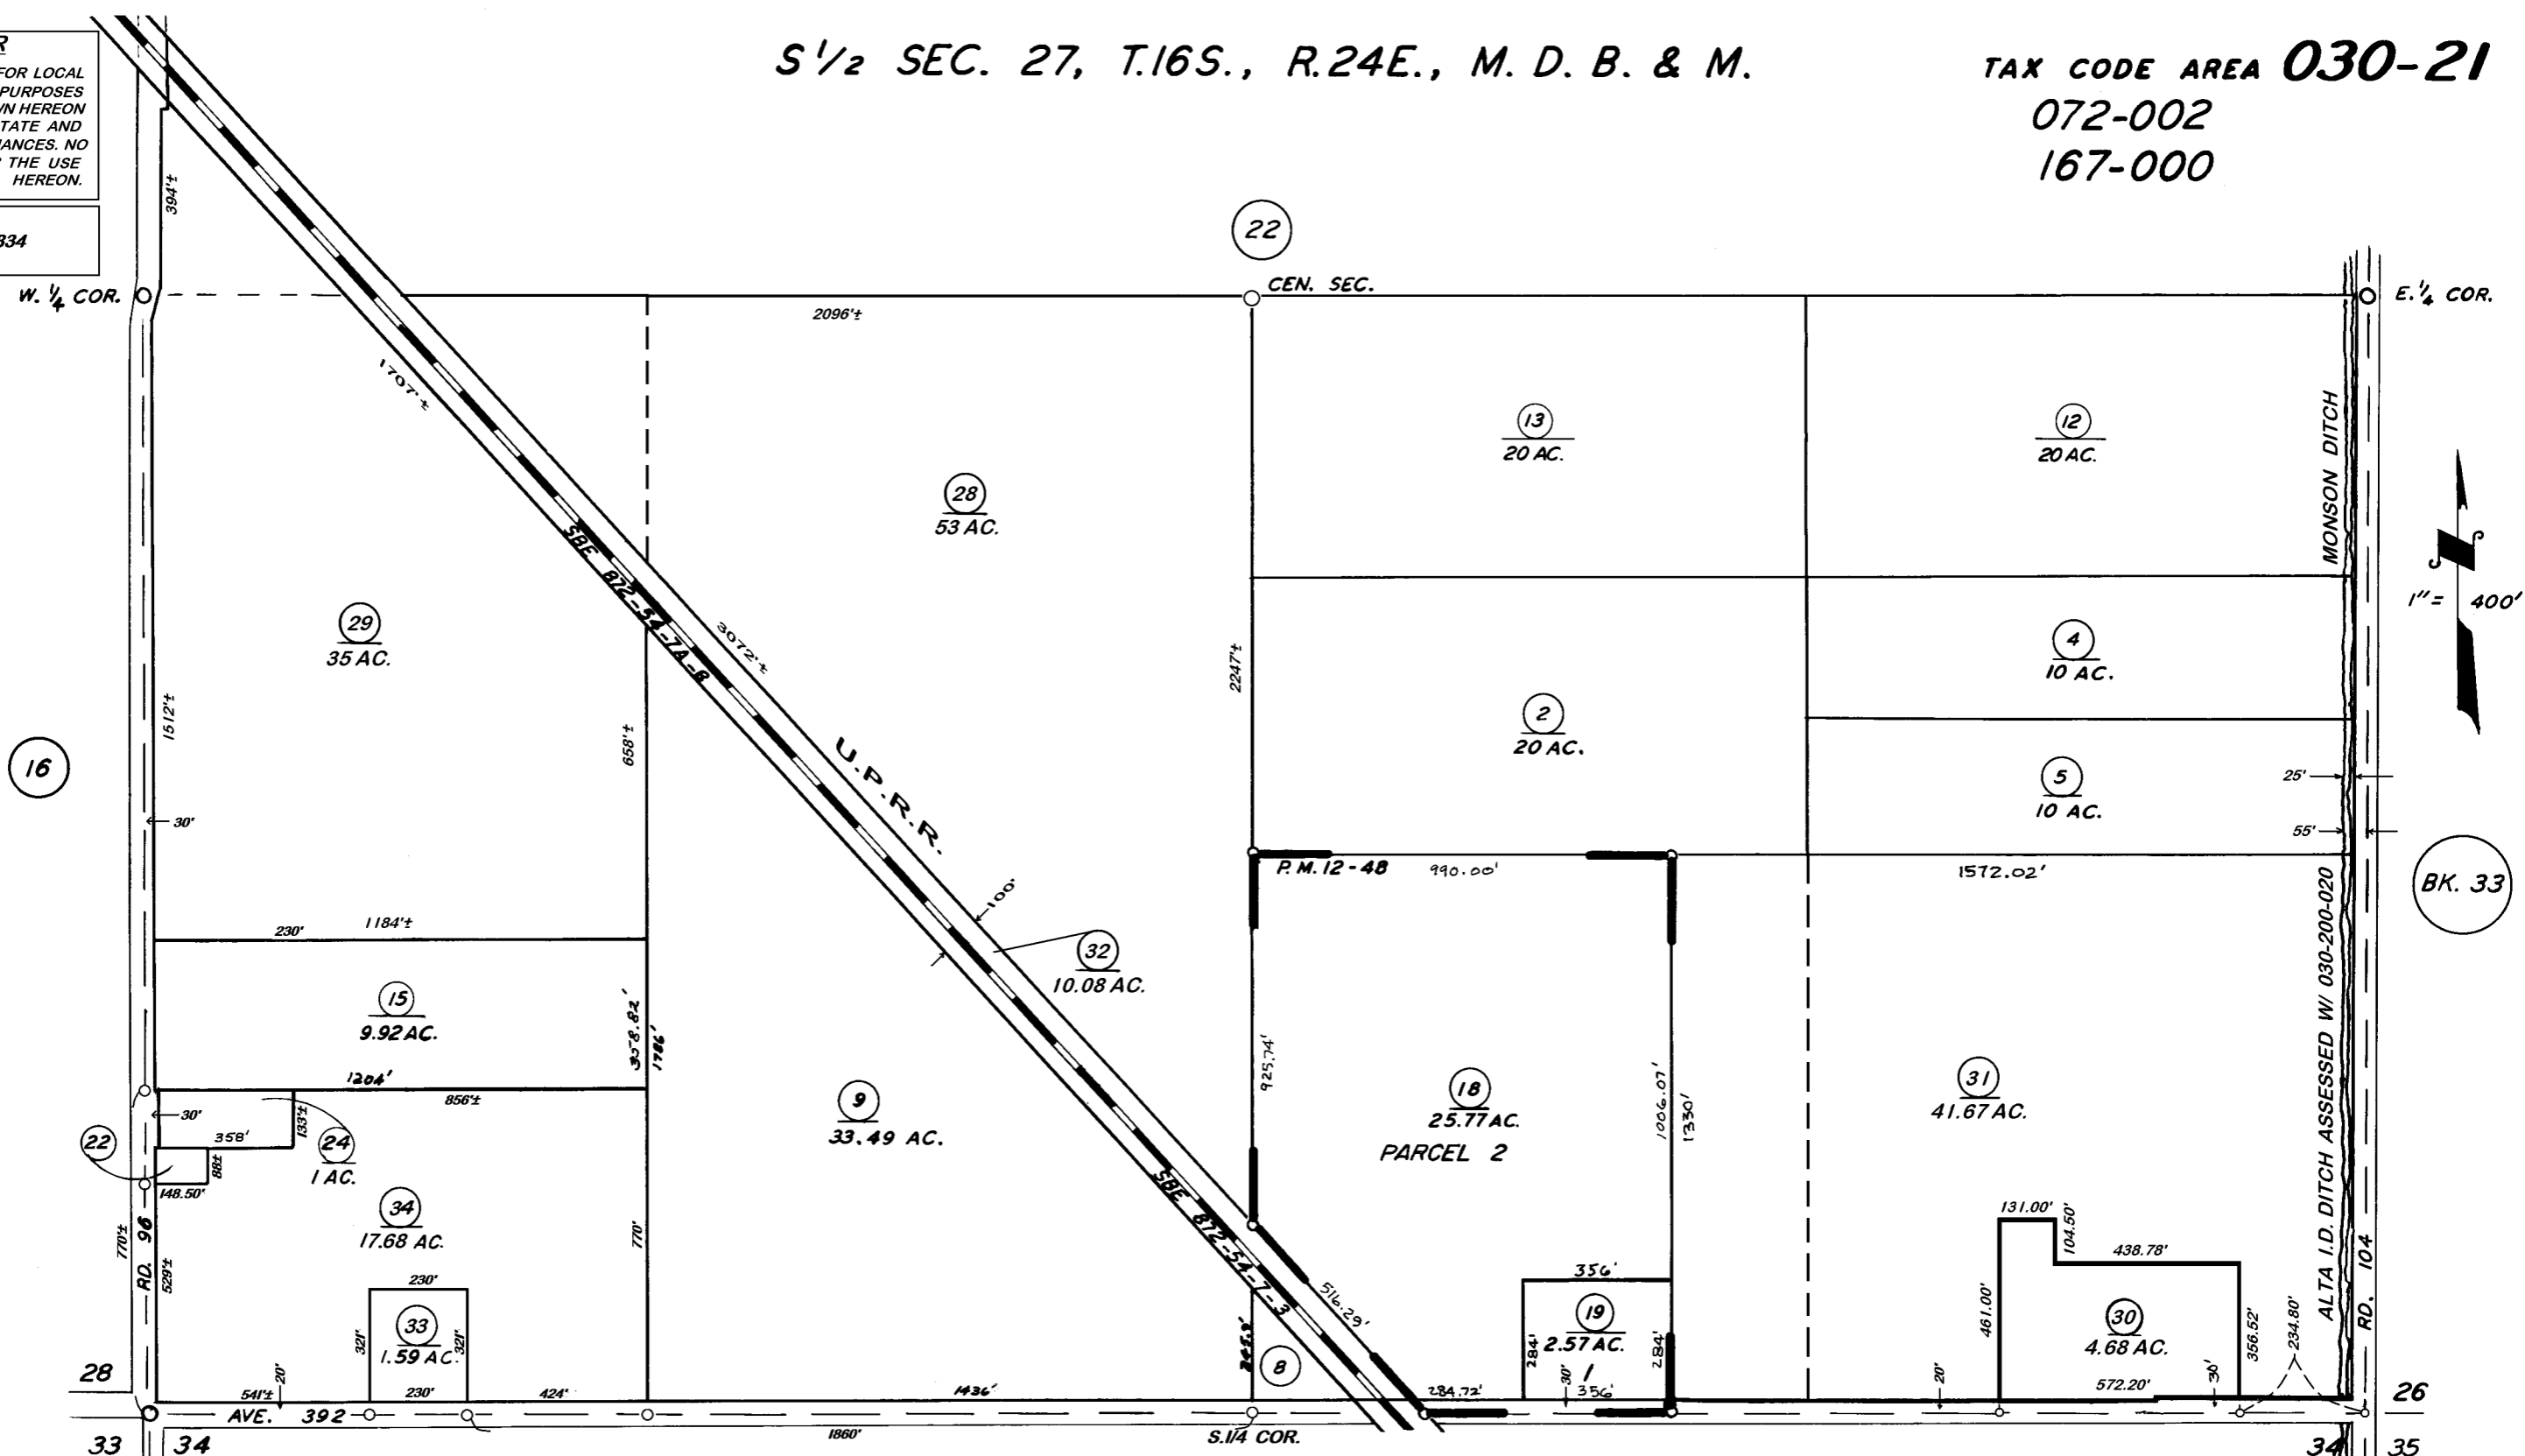 S 1/2 SEC. 27, T.16S., R.24E., M. D. B. & M.
TAX CODE AREA 030-21
072-002
167-000
R
FOR LOCAL
PURPOSES
WN HEREON
TATE AND
NANCES. NO
THE USE
HEREON.
334
394'±
22
W. 1/4 COR.
CEN. SEC.
E. 1/4 COR.
2096'±
1707'±
13
20 AC.
12
20 AC.
MONSON DITCH
28
53 AC.
SBE 872-54-7A-B
1"= 400'
29
35 AC.
3072'±
2247'±
4
10 AC.
1512'±
658'±
2
20 AC.
16
U.P.R.R.
5
10 AC.
25'
30'
55'
P.M. 12-48
990.00'
1572.02'
BK. 33
100'
230'
1184'±
32
10.08 AC.
15
9.92 AC.
358.82'
1786'
925.74'
1006.07'
1330'
ALTA I.D. DITCH ASSESSED W/ 030-200-020
1204'
856'±
30'
133'±
358'
22
24
1 AC.
88±
148.50'
9
33.49 AC.
18
25.77 AC.
PARCEL 2
31
41.67 AC.
34
17.68 AC.
770'±
RD. 96
529'±
770'
SBE 872-54-7-3
131.00'
104.50'
438.78'
RD. 104
230'
356'
516.29'
461.00'
356.52'
234.80'
321'
33
1.59 AC.
321'
8
284'
19
2.57 AC.
284'
1
30
4.68 AC.
28
20'
30'
20'
30'
26
541'±
230'
424'
1436'
284.72'
356'
572.20'
AVE. 392
1860'
S.1/4 COR.
33
34
34
35